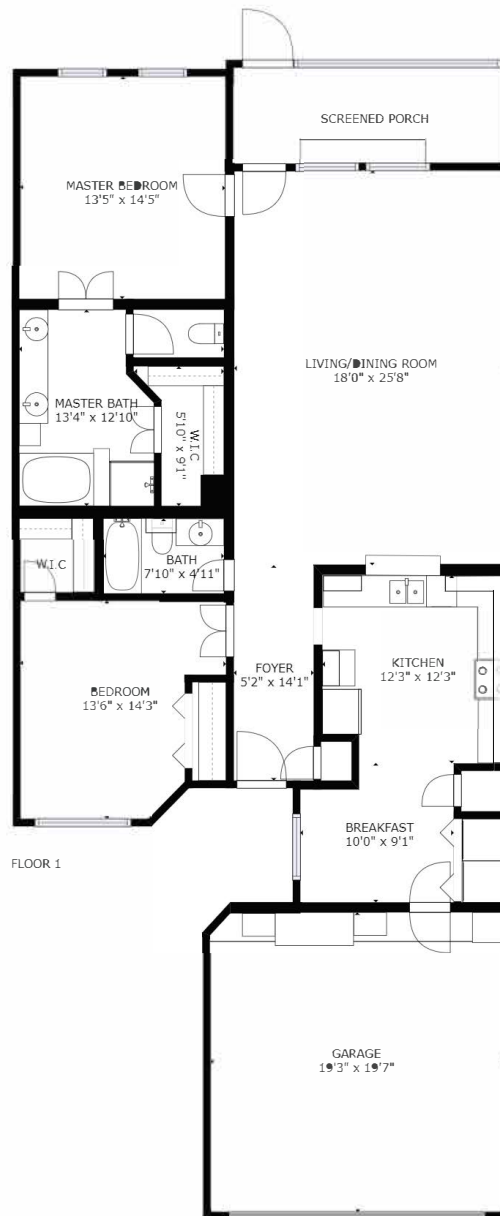 SCREENED PORCH
MASTER BEDROOM
13'5" x 14'5"
LIVING/DINING ROOM
18'0" x 25'8"
MASTER BATH
13'4" x 12'10"
W.I.C
5'10" x 9'1"
W.I.C
BATH
7'10" x 4'11"
FOYER
5'2" x 14'1"
KITCHEN
12'3" x 12'3"
BEDROOM
13'6" x 14'3"
BREAKFAST
10'0" x 9'1"
FLOOR 1
GARAGE
19'3" x 19'7"